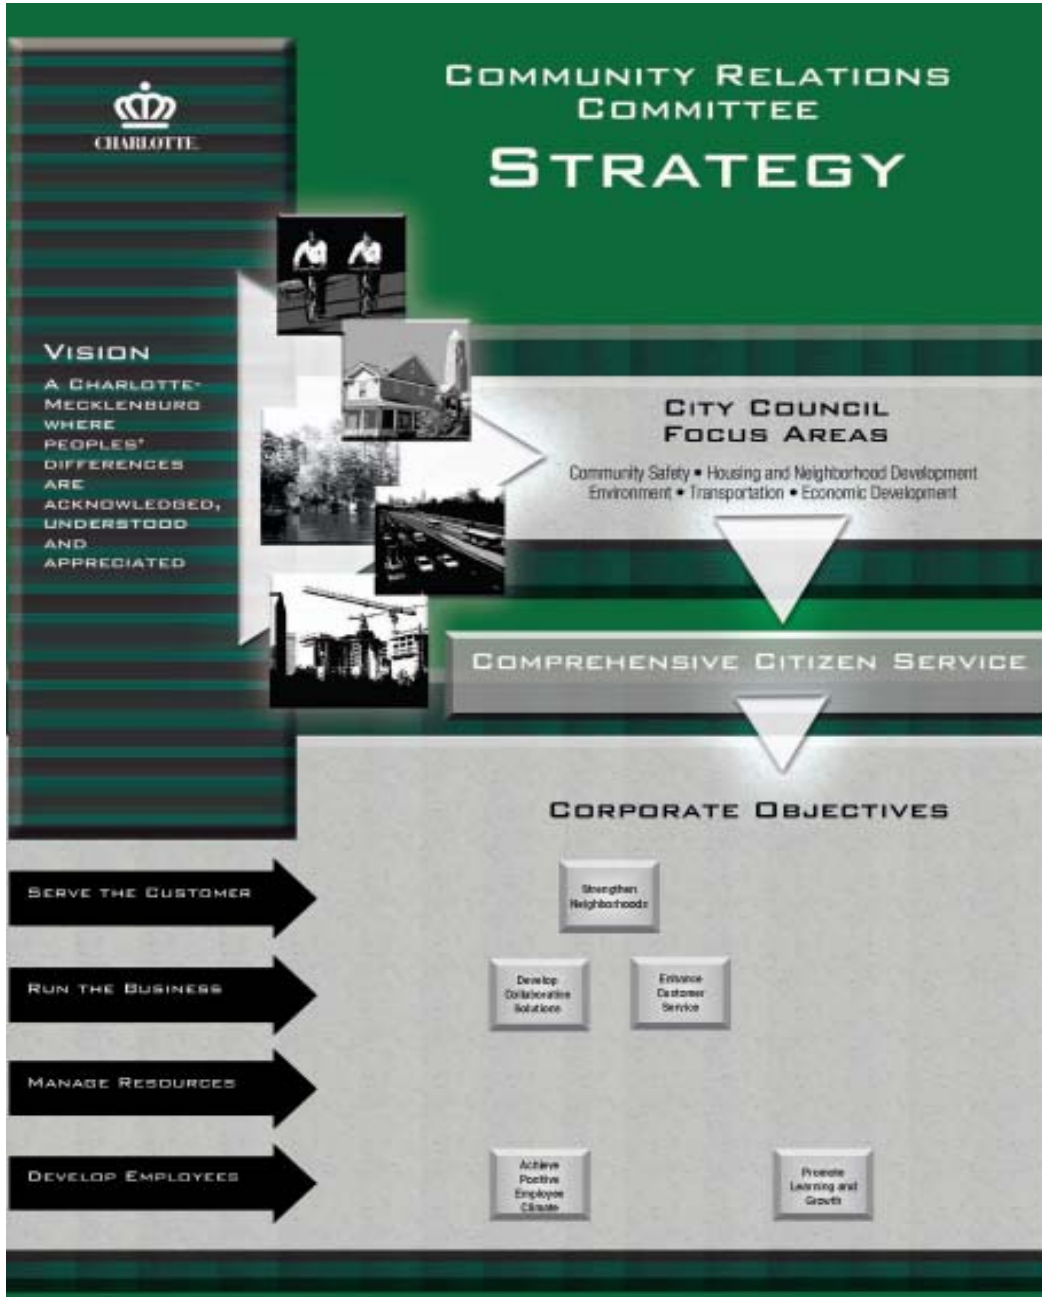 CHARLOTTE
COMMUNITY RELATIONS
COMMITTEE
STRATEGY
VISION
A CHARLOTTE-
MECKLENBURG
WHERE
PEOPLES'
DIFFERENCES
ARE
ACKNOWLEDGED,
UNDERSTOOD
AND
APPRECIATED
CITY COUNCIL
FOCUS AREAS
Community Safety • Housing and Neighborhood Development
Environment • Transportation • Economic Development
COMPREHENSIVE CITIZEN SERVICE
CORPORATE OBJECTIVES
SERVE THE CUSTOMER
Strengthen
Neighborhoods
RUN THE BUSINESS
Develop
Collaborative
Solutions
Enhance
Customer
Service
MANAGE RESOURCES
DEVELOP EMPLOYEES
Achieve
Positive
Employee
Climate
Promote
Learning and
Growth